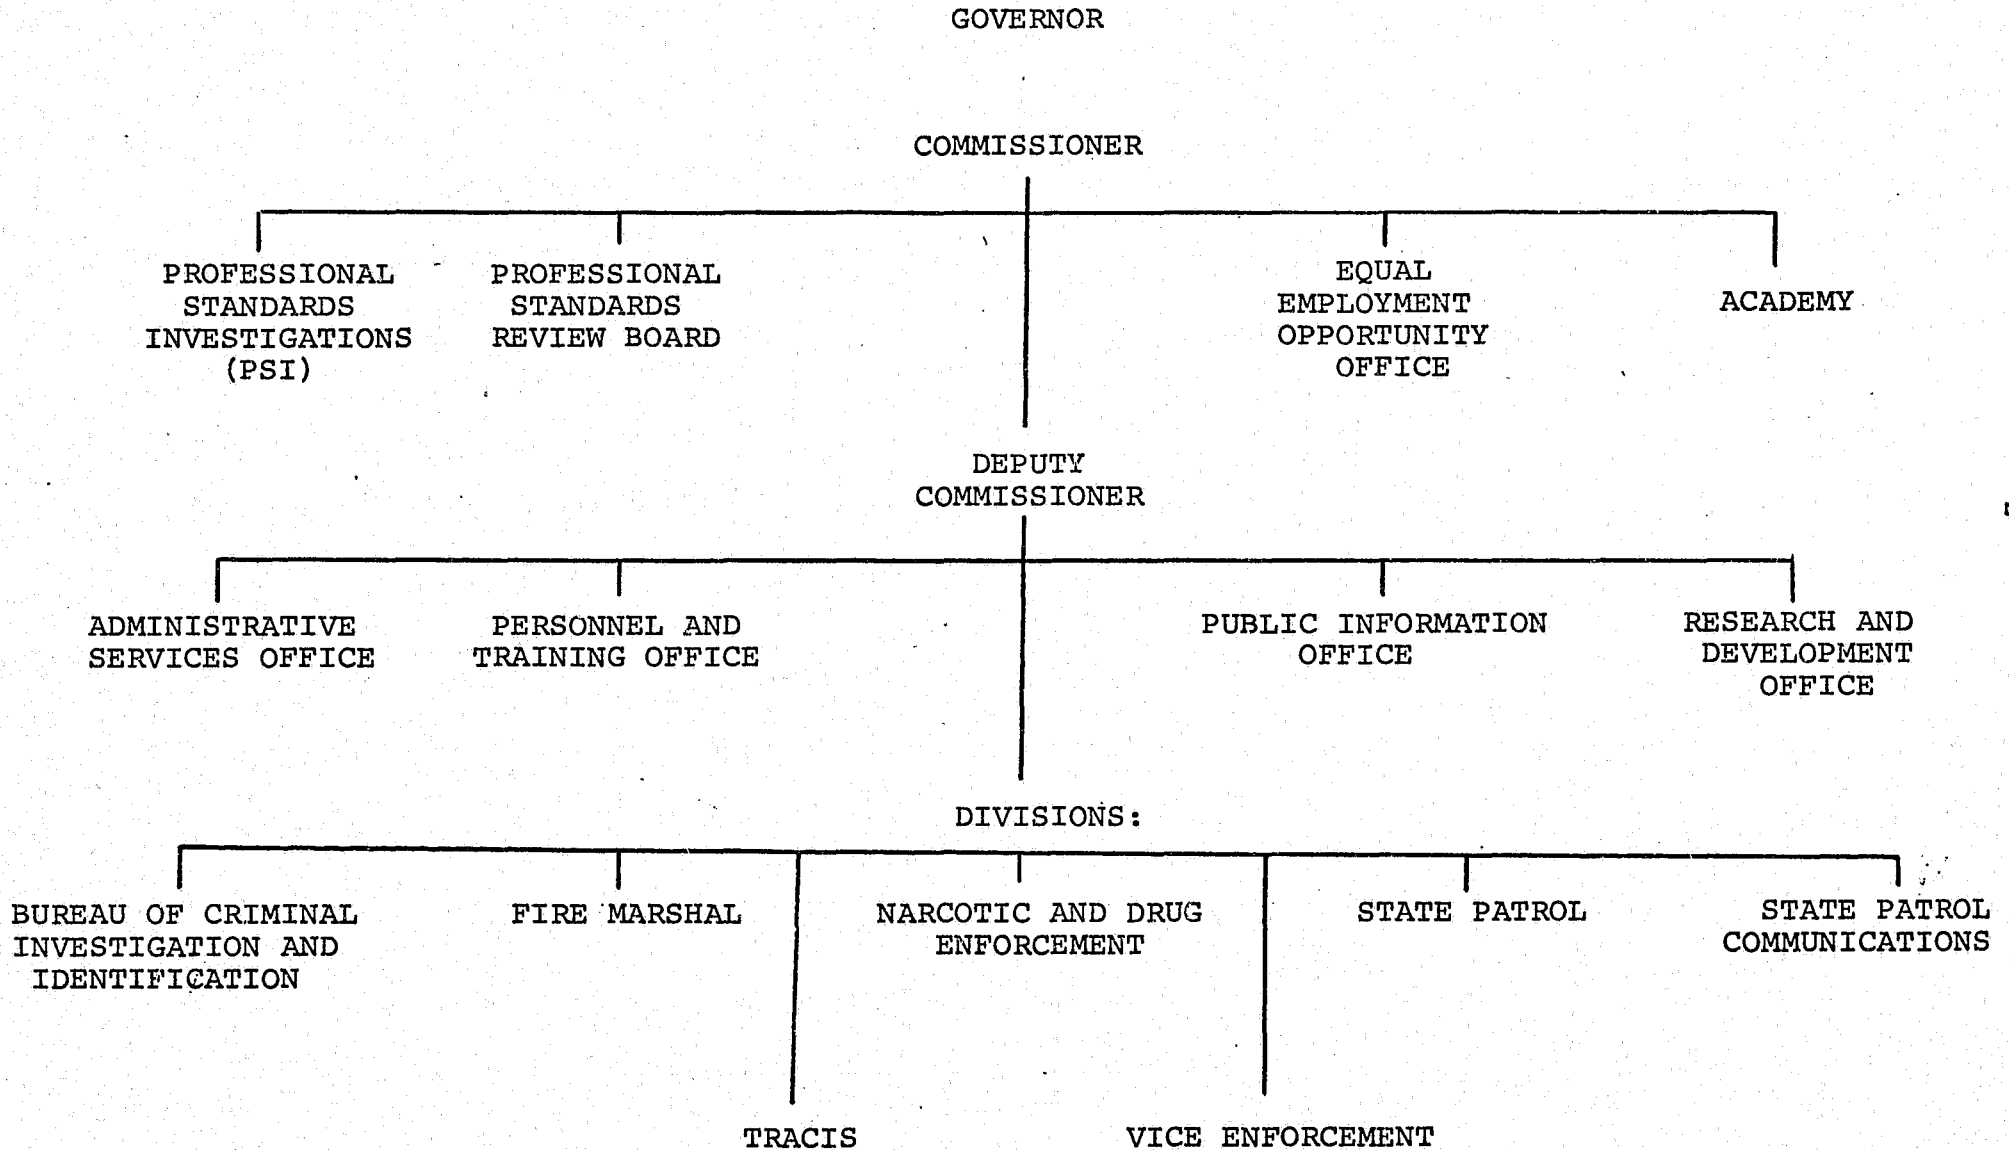 GOVERNOR
COMMISSIONER
PROFESSIONAL
STANDARDS
INVESTIGATIONS
(PSI)
PROFESSIONAL
STANDARDS
REVIEW BOARD
EQUAL
EMPLOYMENT
OPPORTUNITY
OFFICE
ACADEMY
DEPUTY
COMMISSIONER
ADMINISTRATIVE
SERVICES OFFICE
PERSONNEL AND
TRAINING OFFICE
PUBLIC INFORMATION
OFFICE
RESEARCH AND
DEVELOPMENT
OFFICE
DIVISIONS:
BUREAU OF CRIMINAL
INVESTIGATION AND
IDENTIFICATION
FIRE MARSHAL
NARCOTIC AND DRUG
ENFORCEMENT
STATE PATROL
STATE PATROL
COMMUNICATIONS
TRACIS
VICE ENFORCEMENT